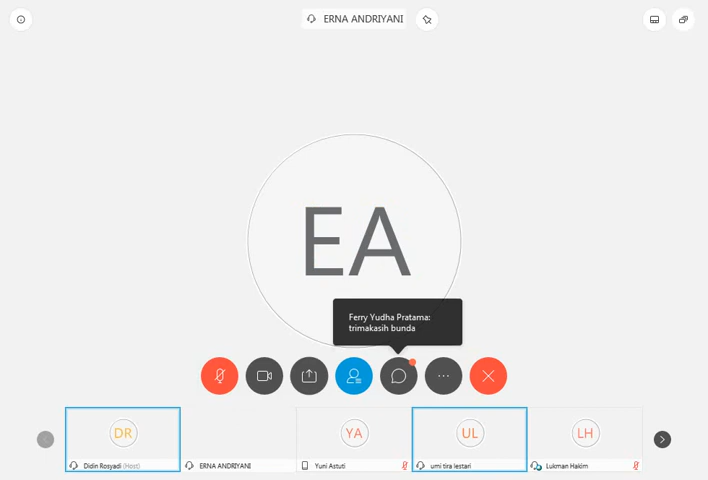 ERNA ANDRIYANI
EA
Ferry Yudha Pratama:
trimakasih bunda
DR
YA
UL
LH
Didin Rosyadi (Host)
ERNA ANDRIYANI
Yuni Astuti
umi tira lestari
Lukman Hakim